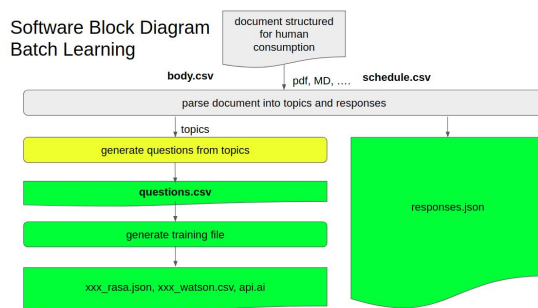 Software Block Diagram
Batch Learning
document structured
for human
consumption
body.csv
pdf, MD, ....
schedule.csv
parse document into topics and responses
topics
generate questions from topics
questions.csv
responses.json
generate training file
xxx_rasa.json, xxx_watson.csv, api.ai